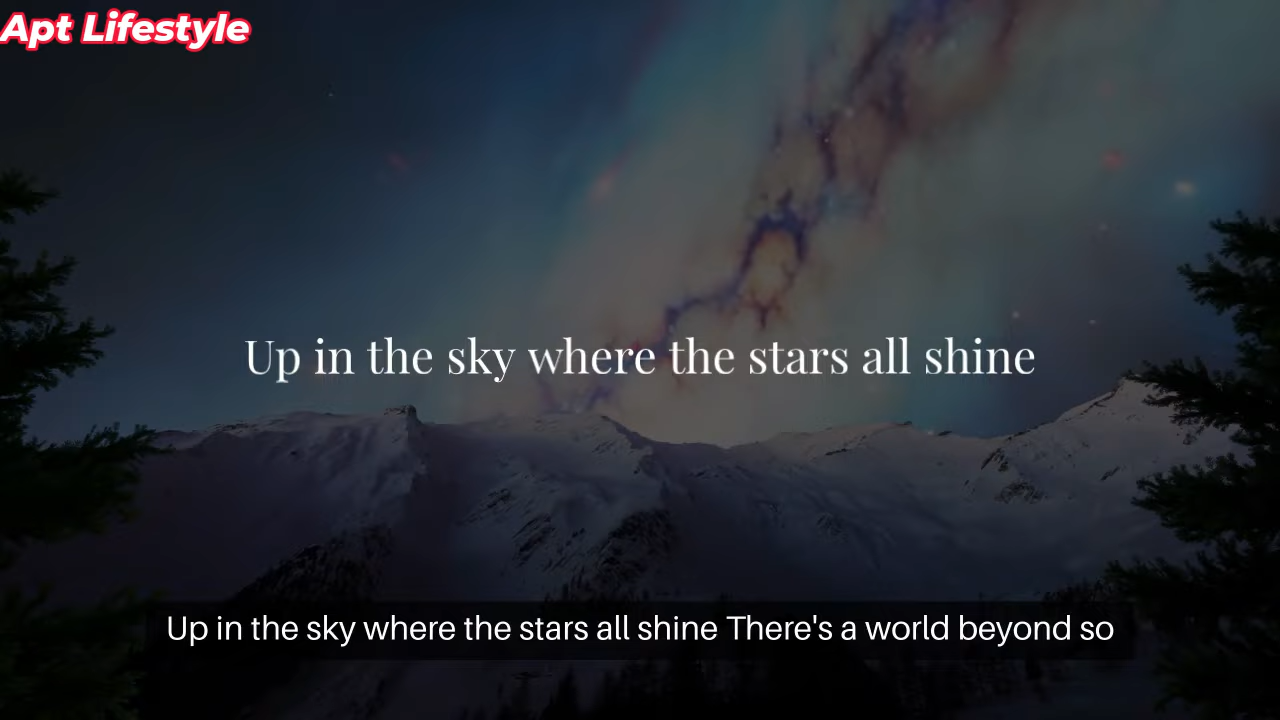 Apt Lifestyle
Up in the sky where the stars all shine
Up in the sky where the stars all shine There's a world beyond so